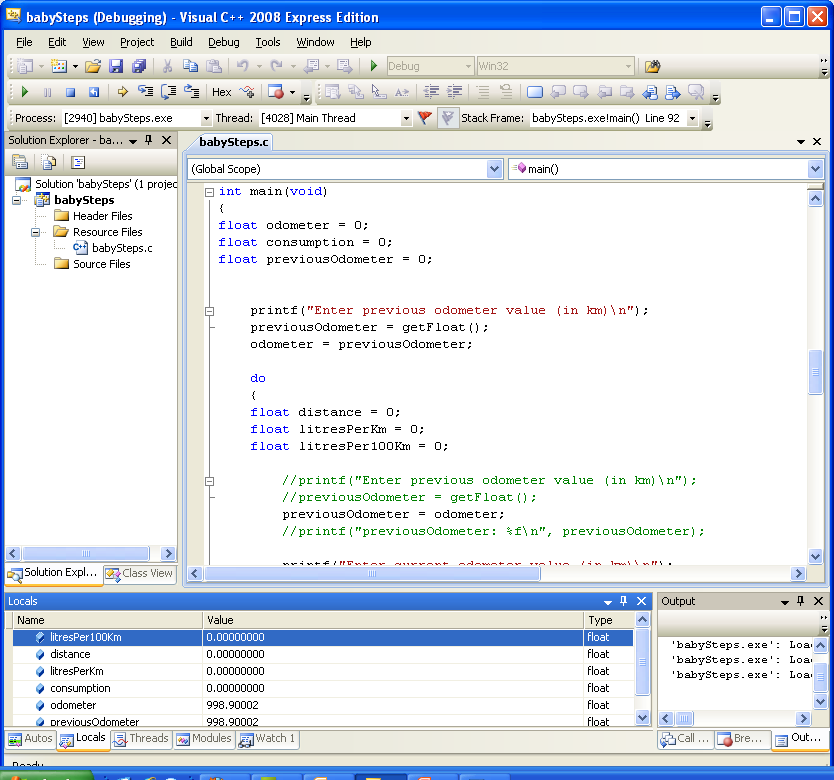 babySteps (Debugging) - Visual C++ 2008 Express Edition
File Edit View Project Build Debug Tools Window Help
Debug Win32
Hex
Process: [2940] babySteps.exe Thread: [4028] Main Thread Stack Frame: babySteps.exe!main() Line 92
Solution Explorer - ba...
babySteps.c
(Global Scope) main()
Solution 'babySteps' (1 projec
babySteps
Header Files
Resource Files
babySteps.c
Source Files
Solution Expl... Class View
int main(void)
{
float odometer = 0;
float consumption = 0;
float previousOdometer = 0;
printf("Enter previous odometer value (in km)\n");
previousOdometer = getFloat();
odometer = previousOdometer;
do
{
float distance = 0;
float litresPerKm = 0;
float litresPer100Km = 0;
//printf("Enter previous odometer value (in km)\n");
//previousOdometer = getFloat();
previousOdometer = odometer;
//printf("previousOdometer: %f\n", previousOdometer);
printf("Enter current odometer value (in km)\n");
Locals
Name Value Type
litresPer100Km 0.00000000 float
distance 0.00000000 float
litresPerKm 0.00000000 float
consumption 0.00000000 float
odometer 998.90002 float
previousOdometer 998.90002 float
Autos Locals Threads Modules Watch 1
Output
'babySteps.exe': Loa
'babySteps.exe': Loa
'babySteps.exe': Loa
Call ... Bre... Out...
Ready